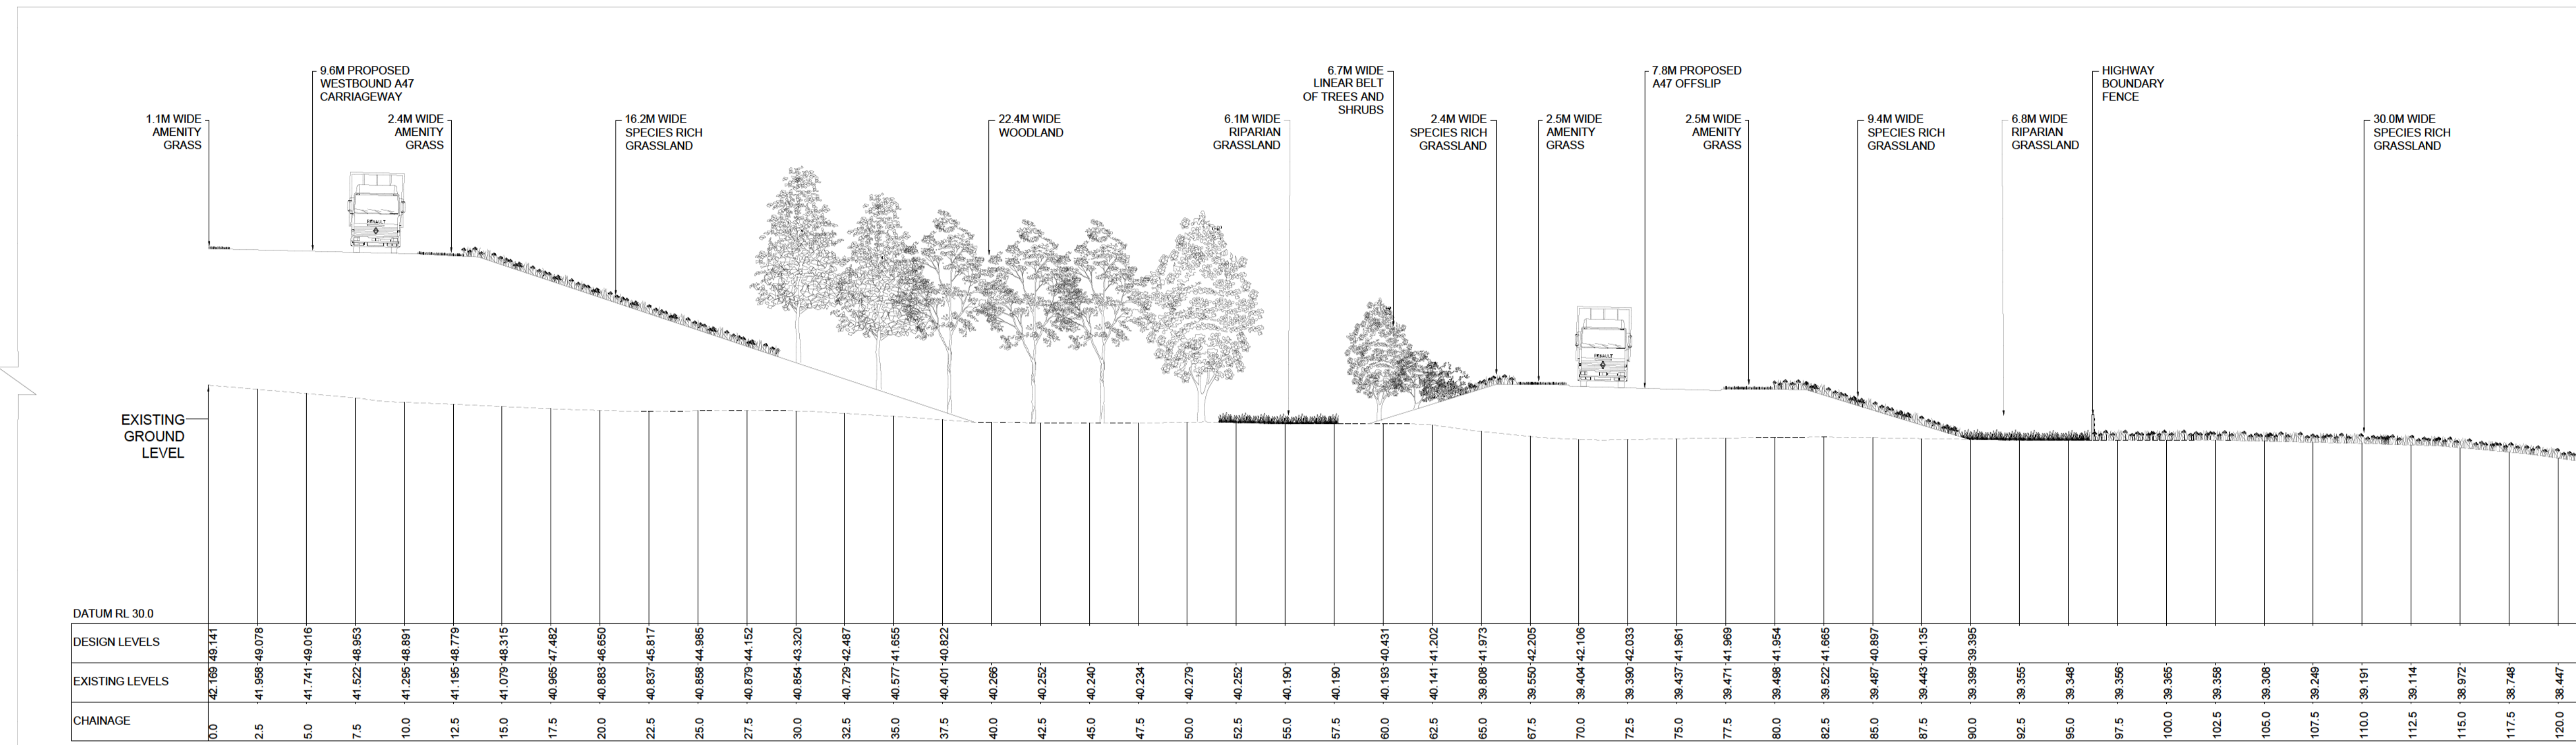 9.6M PROPOSED
WESTBOUND A47
CARRIAGEWAY
6.7M WIDE
LINEAR BELT
OF TREES AND
SHRUBS
7.8M PROPOSED
A47 OFFSLIP
HIGHWAY
BOUNDARY
FENCE
1.1M WIDE
AMENITY
GRASS
2.4M WIDE
AMENITY
GRASS
16.2M WIDE
SPECIES RICH
GRASSLAND
22.4M WIDE
WOODLAND
6.1M WIDE
RIPARIAN
GRASSLAND
2.4M WIDE
SPECIES RICH
GRASSLAND
2.5M WIDE
AMENITY
GRASS
2.5M WIDE
AMENITY
GRASS
9.4M WIDE
SPECIES RICH
GRASSLAND
6.8M WIDE
RIPARIAN
GRASSLAND
30.0M WIDE
SPECIES RICH
GRASSLAND
RENAULT
RENAULT
EXISTING
GROUND
LEVEL
DATUM RL 30.0
DESIGN LEVELS 49.141 49.078 49.016 48.953 48.891 48.779 48.315 47.482 46.650 45.817 44.985 44.152 43.320 42.487 41.655 40.822 40.431 41.202 41.973 42.205 42.106 42.033 41.961 41.969 41.954 41.665 40.897 40.135 39.395
EXISTING LEVELS 42.169 41.958 41.741 41.522 41.295 41.195 41.079 40.965 40.883 40.837 40.858 40.879 40.854 40.729 40.577 40.401 40.266 40.252 40.240 40.234 40.279 40.252 40.190 40.190 40.193 40.141 39.808 39.550 39.404 39.390 39.437 39.471 39.498 39.522 39.487 39.443 39.399 39.355 39.348 39.356 39.365 39.358 39.308 39.249 39.191 39.114 38.972 38.748 38.447
CHAINAGE 0.0 2.5 5.0 7.5 10.0 12.5 15.0 17.5 20.0 22.5 25.0 27.5 30.0 32.5 35.0 37.5 40.0 42.5 45.0 47.5 50.0 52.5 55.0 57.5 60.0 62.5 65.0 67.5 70.0 72.5 75.0 77.5 80.0 82.5 85.0 87.5 90.0 92.5 95.0 97.5 100.0 102.5 105.0 107.5 110.0 112.5 115.0 117.5 120.0